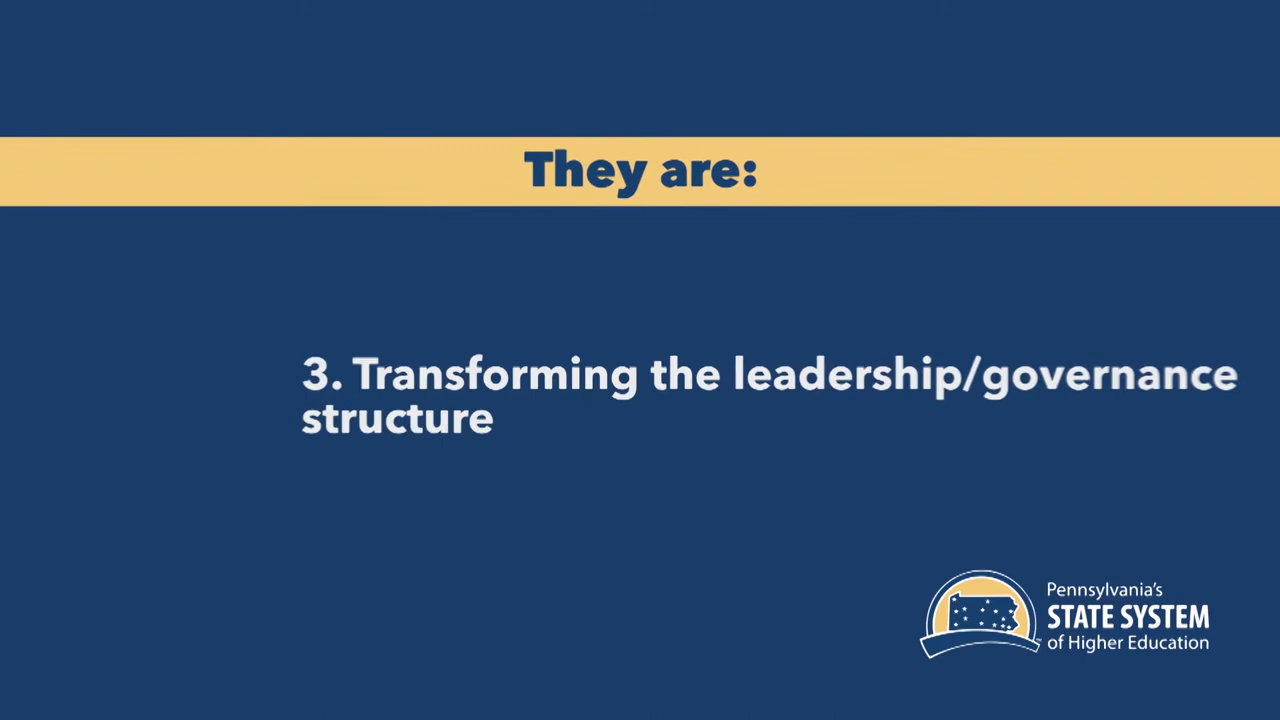 They are:
3. Transforming the leadership/governance
structure
Pennsylvania's
STATE SYSTEM
of Higher Education